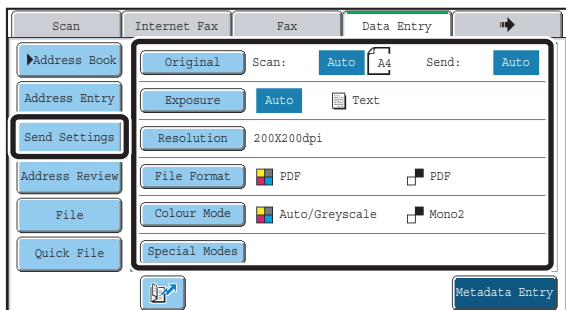 Scan Internet Fax Fax Data Entry
Address Book Original Scan: Auto A4 Send: Auto
Address Entry Exposure Auto Text
Send Settings Resolution 200X200dpi
Address Review File Format PDF PDF
File Colour Mode Auto/Greyscale Mono2
Quick File Special Modes
Metadata Entry